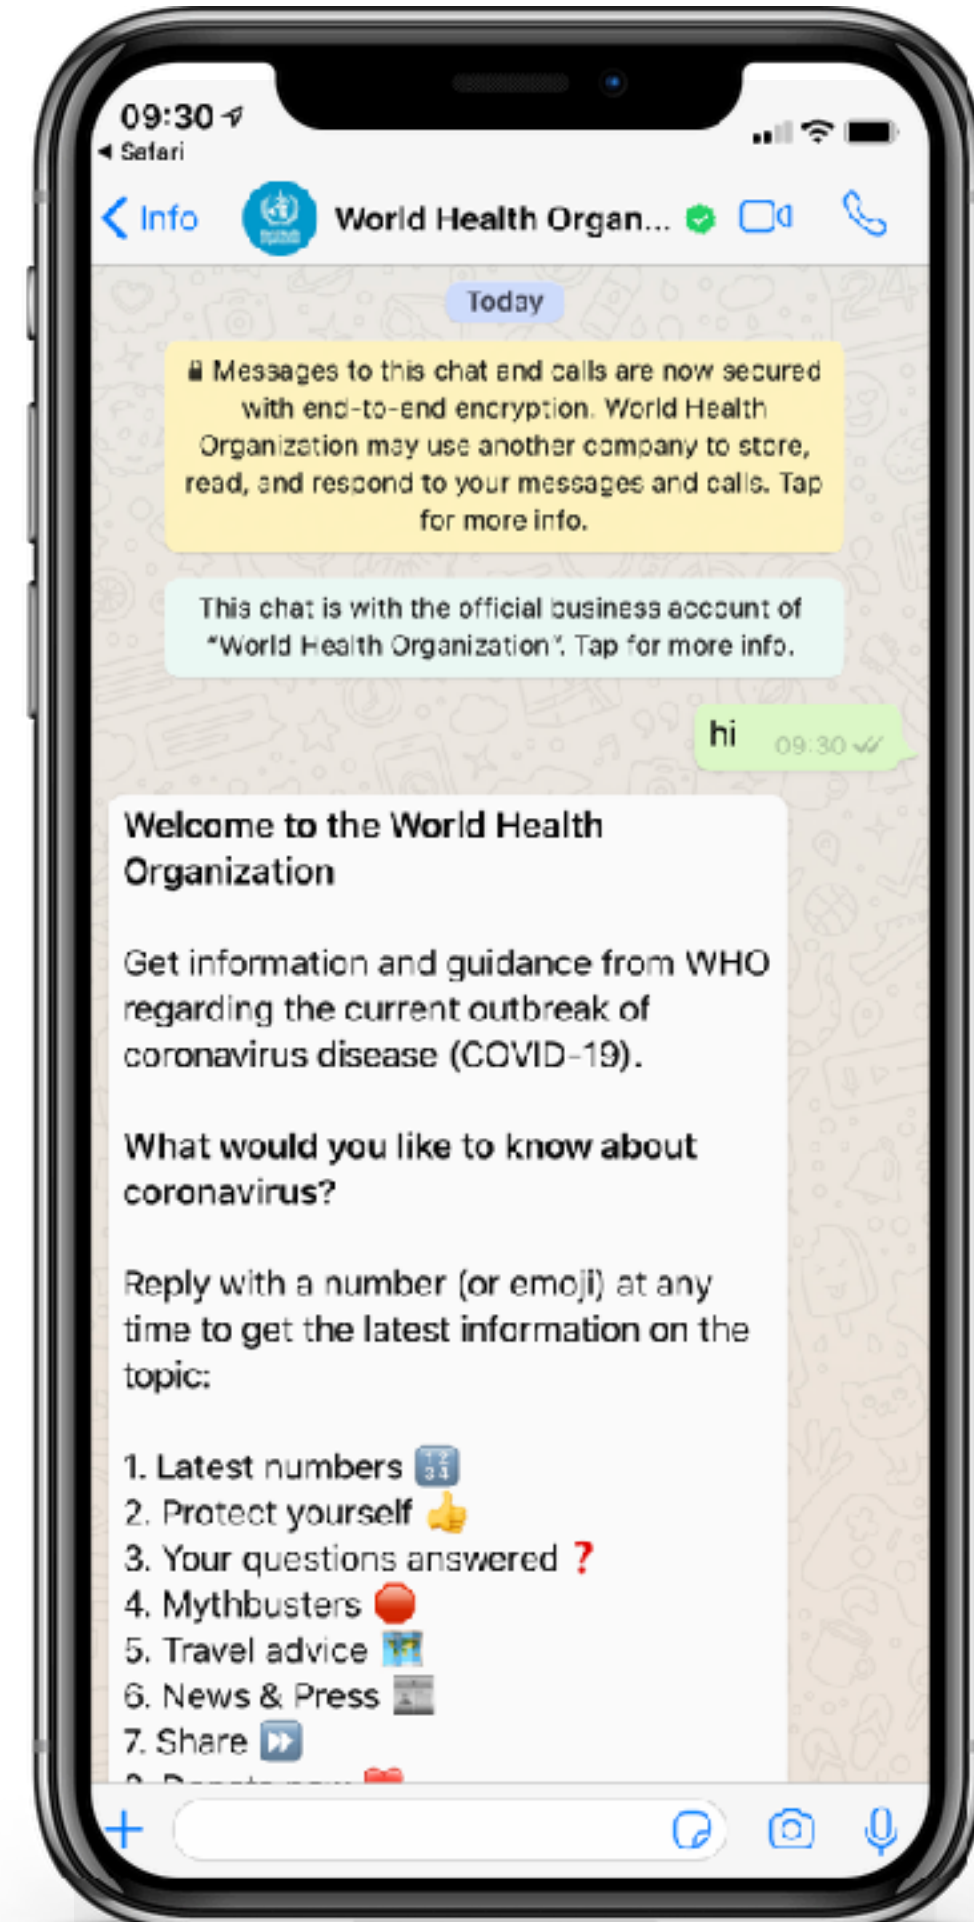 09:30
◀ Safari
Info
World Health Organ...
Today
Messages to this chat and calls are now secured
with end-to-end encryption. World Health
Organization may use another company to store,
read, and respond to your messages and calls. Tap
for more info.
This chat is with the official business account of
"World Health Organization". Tap for more info.
hi 09:30
Welcome to the World Health
Organization
Get information and guidance from WHO
regarding the current outbreak of
coronavirus disease (COVID-19).
What would you like to know about
coronavirus?
Reply with a number (or emoji) at any
time to get the latest information on the
topic:
1. Latest numbers 🔢
2. Protect yourself 👍
3. Your questions answered ❓
4. Mythbusters 🛑
5. Travel advice 🗺️
6. News & Press 📰
7. Share ⏩